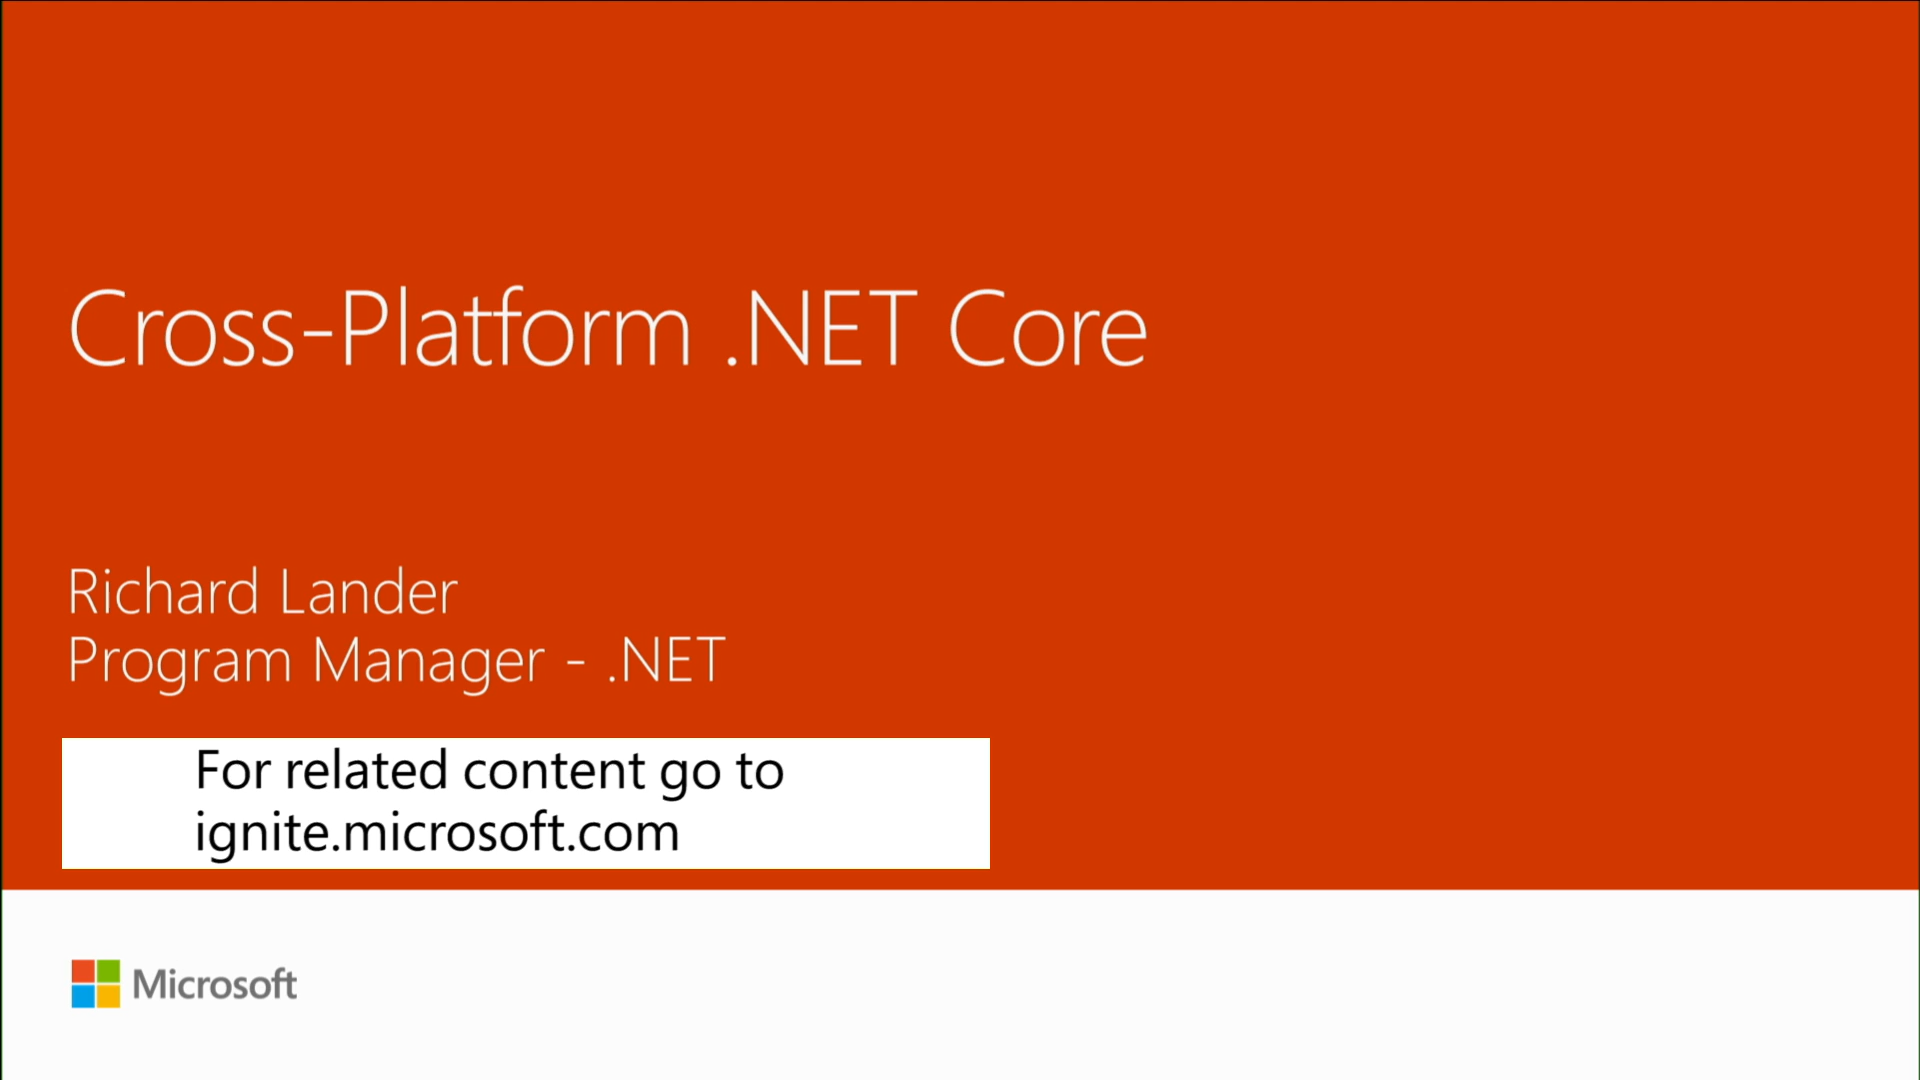 Cross-Platform .NET Core
Richard Lander
Program Manager - .NET
For related content go to
ignite.microsoft.com
Microsoft